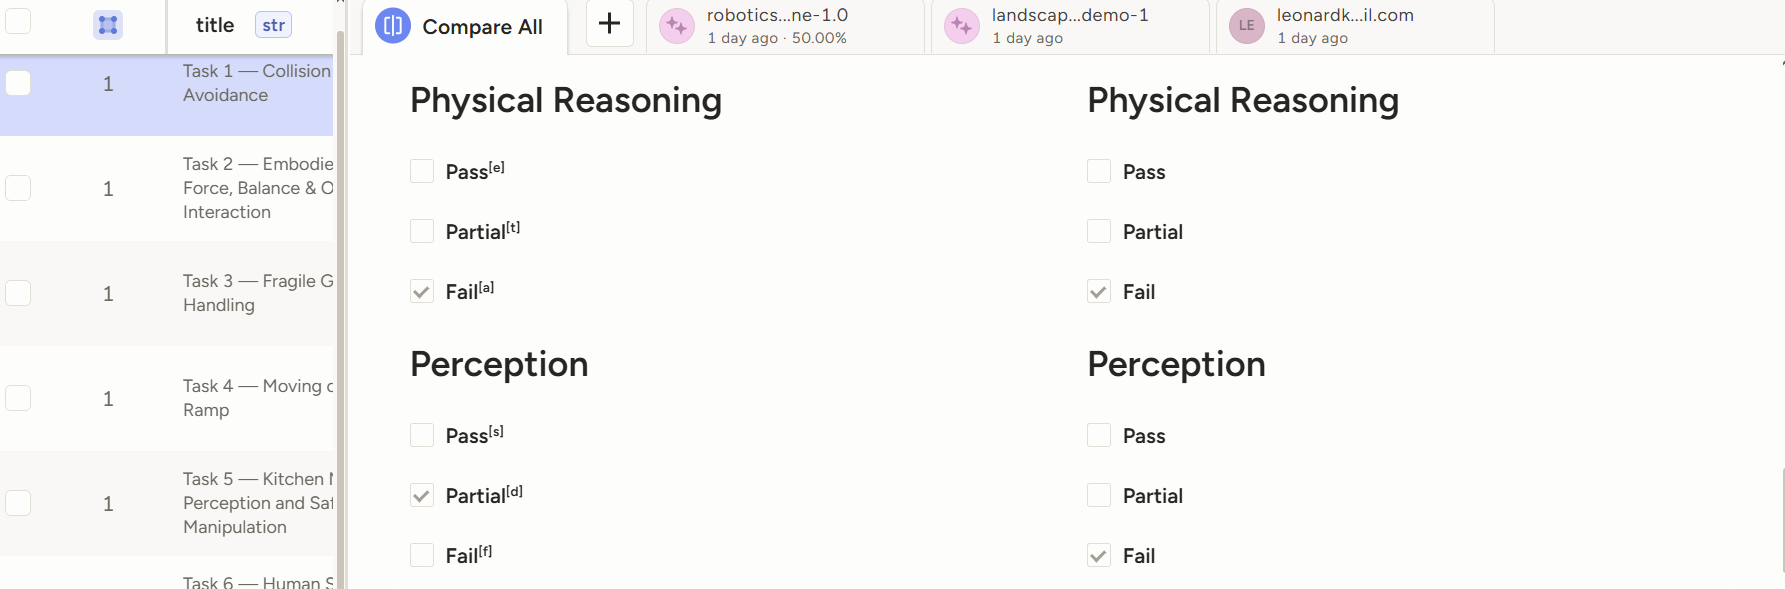 title str
Compare All
robotics...ne-1.0
1 day ago · 50.00%
landscap...demo-1
1 day ago
LE
leonardk...il.com
1 day ago
1
Task 1 — Collision
Avoidance
1
Task 2 — Embodie
Force, Balance & O
Interaction
1
Task 3 — Fragile G
Handling
1
Task 4 — Moving o
Ramp
1
Task 5 — Kitchen
Perception and Saf
Manipulation
Task 6 — Human S
Physical Reasoning
Pass[e]
Partial[t]
Fail[a]
Perception
Pass[s]
Partial[d]
Fail[f]
Physical Reasoning
Pass
Partial
Fail
Perception
Pass
Partial
Fail